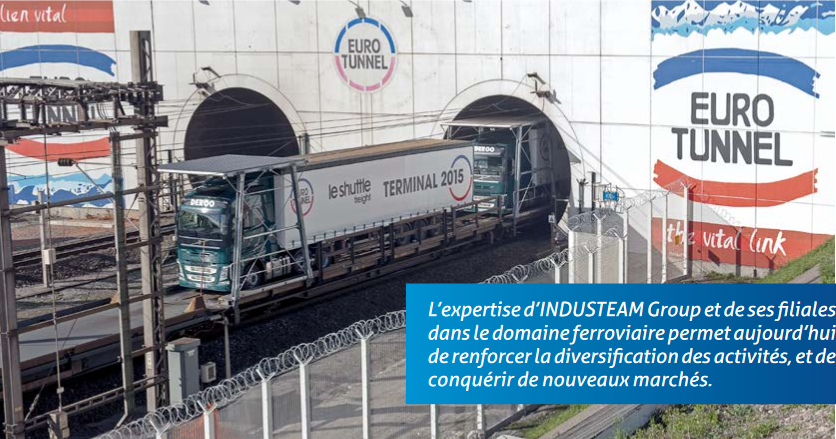 lien vital
EURO
TUNNEL
EURO
TUNNEL
the vital link
DEROO
EURO
TUNNEL
le shuttle
freight
TERMINAL 2015
L'expertise d'INDUSTEAM Group et de ses filiales
dans le domaine ferroviaire permet aujourd'hui
de renforcer la diversification des activités, et de
conquérir de nouveaux marchés.